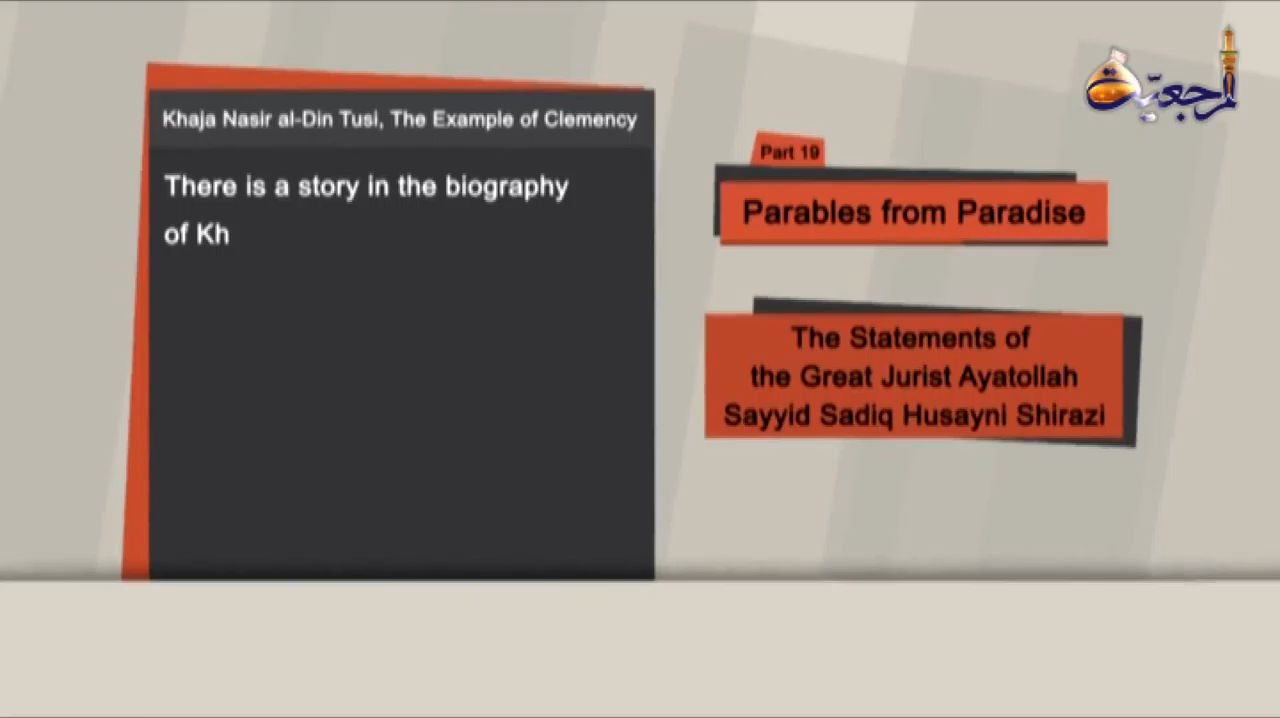 المرجعيّة
Khaja Nasir al-Din Tusi, The Example of Clemency
There is a story in the biography
of Kh
Part 19
Parables from Paradise
The Statements of
the Great Jurist Ayatollah
Sayyid Sadiq Husayni Shirazi